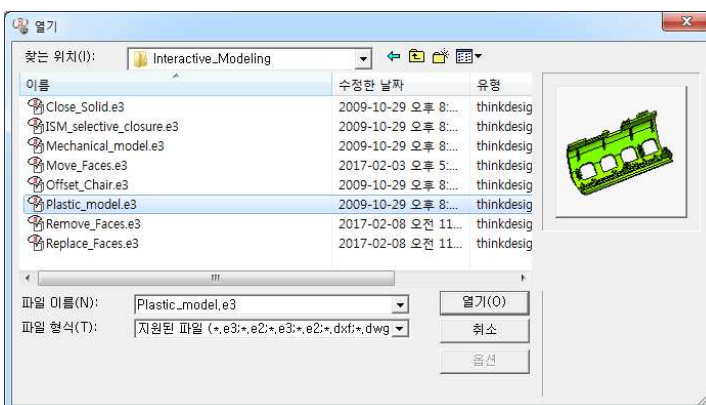 열기
찾는 위치(I): Interactive_Modeling
이름 수정한 날짜 유형
Close_Solid.e3 2009-10-29 오후 8:... thinkdesig
ISM_selective_closure.e3 2009-10-29 오후 8:... thinkdesig
Mechanical_model.e3 2009-10-29 오후 8:... thinkdesig
Move_Faces.e3 2017-02-03 오후 5:... thinkdesig
Offset_Chair.e3 2009-10-29 오후 8:... thinkdesig
Plastic_model.e3 2009-10-29 오후 8:... thinkdesig
Remove_Faces.e3 2017-02-08 오전 11... thinkdesig
Replace_Faces.e3 2017-02-08 오전 11... thinkdesig
파일 이름(N): Plastic_model.e3 열기(O)
파일 형식(T): 지원된 파일 (*.e3;*.e2;*.e3;*.e2;*.dxf;*.dwg 취소
옵션